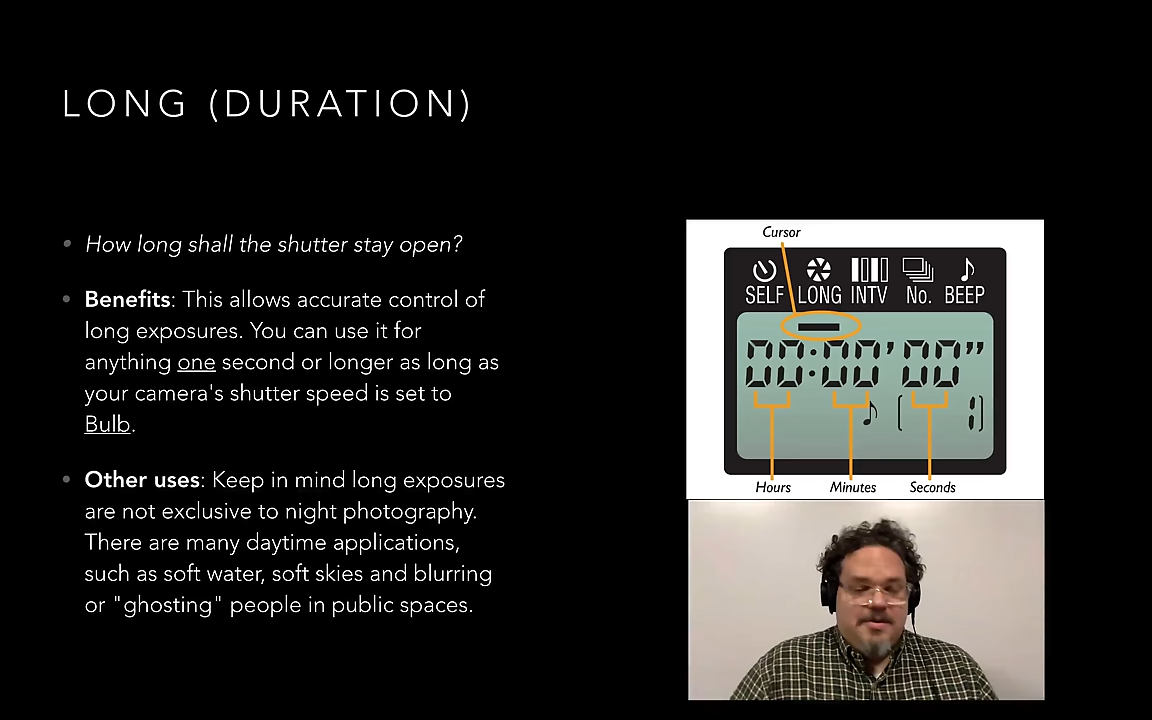 LONG (DURATION)
• How long shall the shutter stay open?
• Benefits: This allows accurate control of
long exposures. You can use it for
anything one second or longer as long as
your camera's shutter speed is set to
Bulb.
• Other uses: Keep in mind long exposures
are not exclusive to night photography.
There are many daytime applications,
such as soft water, soft skies and blurring
or "ghosting" people in public spaces.
Cursor
SELF LONG INTV No. BEEP
00:00' 00"
[ 1]
Hours Minutes Seconds